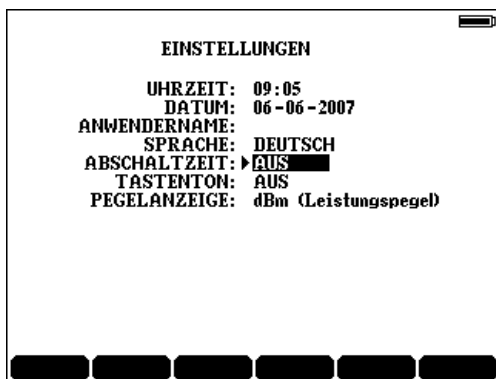 EINSTELLUNGEN
UHRZEIT: 09:05
DATUM: 06-06-2007
ANWENDERNAME:
SPRACHE: DEUTSCH
ABSCHALTZEIT: AUS
TASTENTON: AUS
PEGELANZEIGE: dBm (Leistungspegel)